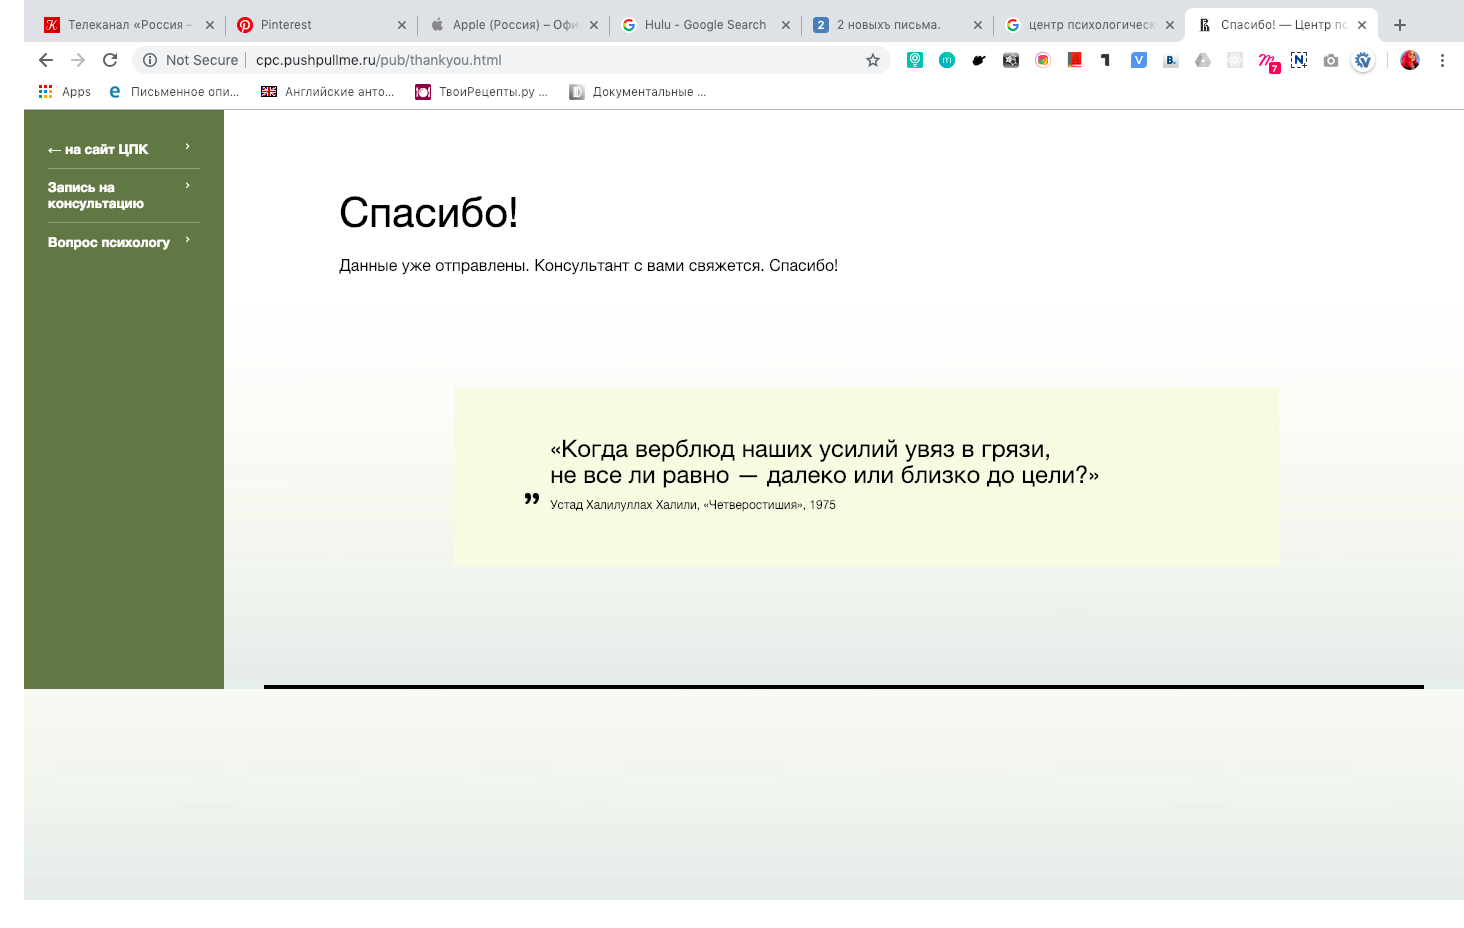 Телеканал «Россия –
Pinterest
Apple (Россия) – Офи
Hulu - Google Search
2
2 новыхъ письма.
центр психологическ
Спасибо! — Центр пс
Not Secure
cpc.pushpullme.ru/pub/thankyou.html
7
Apps
Письменное опи...
Английские анто...
ТвоиРецепты.ру ...
Документальные ...
← на сайт ЦПК
Запись на
консультацию
Вопрос психологу
Спасибо!
Данные уже отправлены. Консультант с вами свяжется. Спасибо!
«Когда верблюд наших усилий увяз в грязи,
не все ли равно — далеко или близко до цели?»
Устад Халилуллах Халили, «Четверостишия», 1975